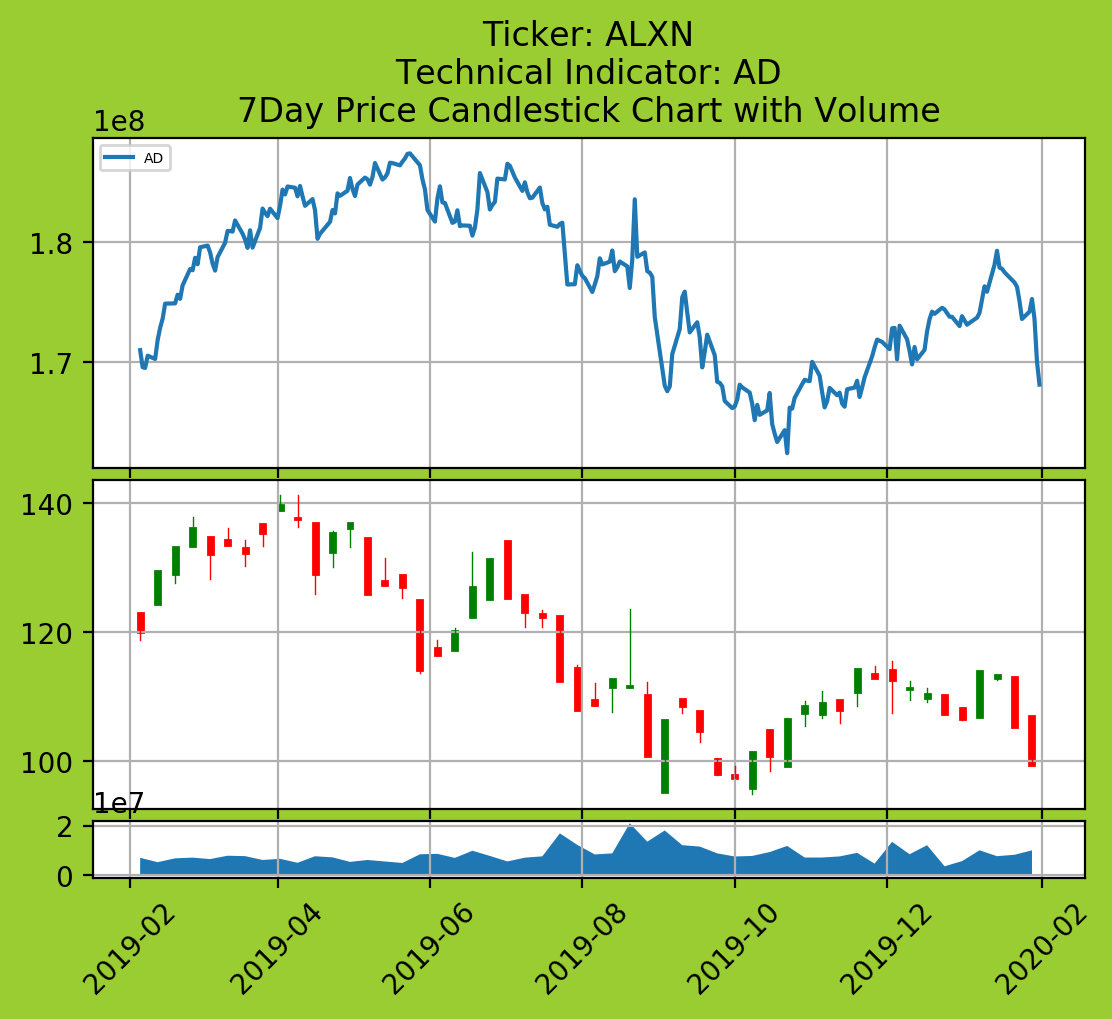 Ticker: ALXN
Technical Indicator: AD
7Day Price Candlestick Chart with Volume
1e8
AD
1.8
1.7
140
120
100
1e7
2
0
2019-02
2019-04
2019-06
2019-08
2019-10
2019-12
2020-02